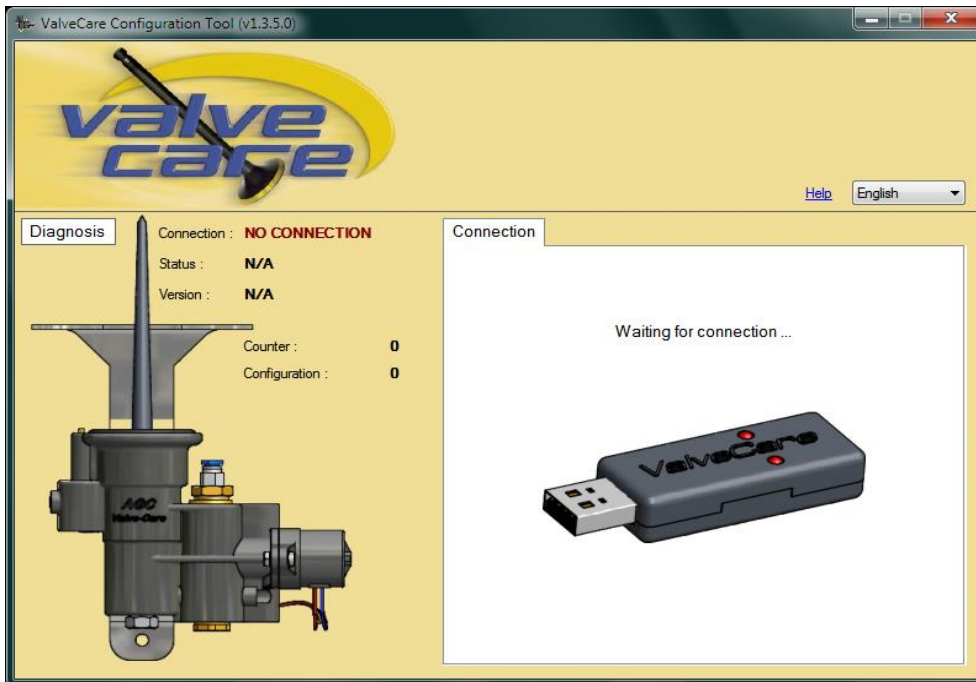 ValveCare Configuration Tool (v1.3.5.0)
valve
care
Help
English
Diagnosis
Connection : NO CONNECTION
Status : N/A
Version : N/A
Counter : 0
Configuration : 0
AGC
Valve-Care
Connection
Waiting for connection ...
ValveCare